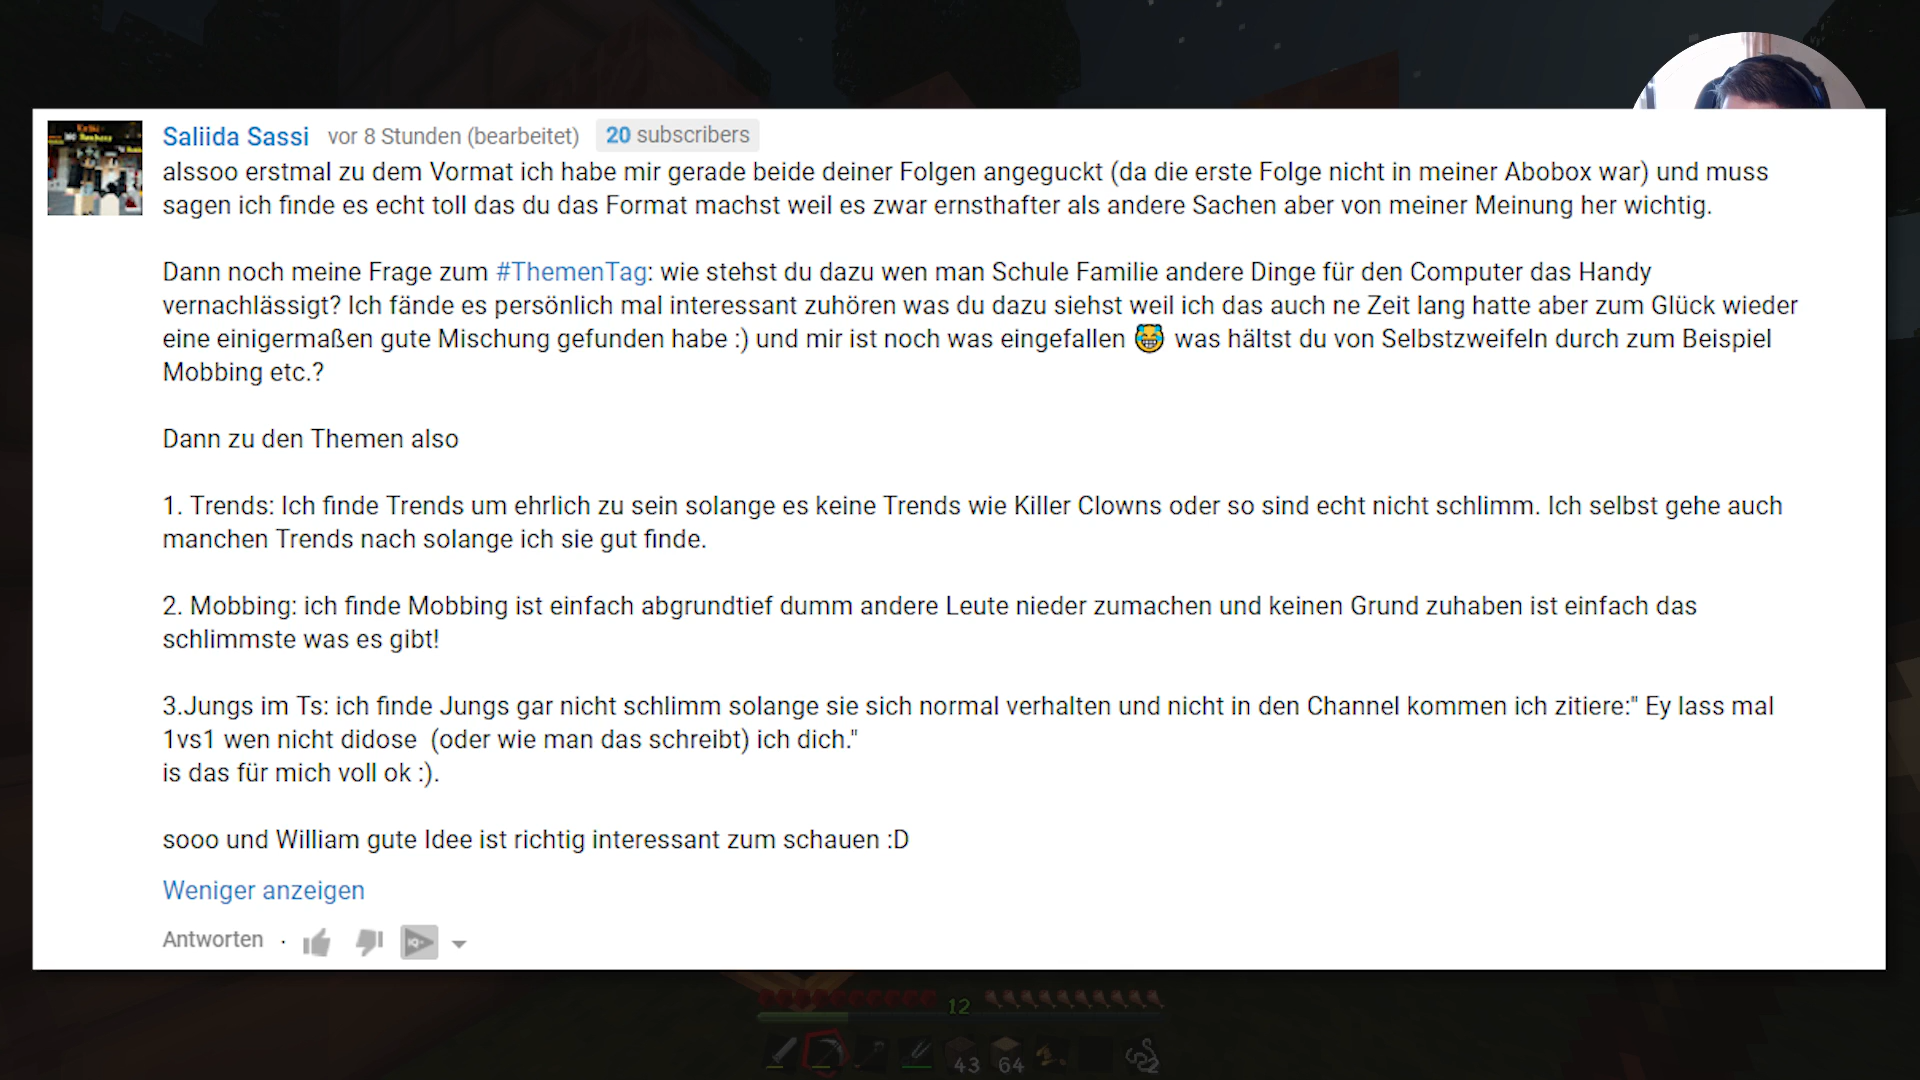 Saliida Sassi vor 8 Stunden (bearbeitet) 20 subscribers
alssoo erstmal zu dem Vormat ich habe mir gerade beide deiner Folgen angeguckt (da die erste Folge nicht in meiner Abobox war) und muss
sagen ich finde es echt toll das du das Format machst weil es zwar ernsthafter als andere Sachen aber von meiner Meinung her wichtig.
Dann noch meine Frage zum #ThemenTag: wie stehst du dazu wen man Schule Familie andere Dinge für den Computer das Handy
vernachlässigt? Ich fände es persönlich mal interessant zuhören was du dazu siehst weil ich das auch ne Zeit lang hatte aber zum Glück wieder
eine einigermaßen gute Mischung gefunden habe :) und mir ist noch was eingefallen 😹 was hältst du von Selbstzweifeln durch zum Beispiel
Mobbing etc.?
Dann zu den Themen also
1. Trends: Ich finde Trends um ehrlich zu sein solange es keine Trends wie Killer Clowns oder so sind echt nicht schlimm. Ich selbst gehe auch
manchen Trends nach solange ich sie gut finde.
2. Mobbing: ich finde Mobbing ist einfach abgrundtief dumm andere Leute nieder zumachen und keinen Grund zuhaben ist einfach das
schlimmste was es gibt!
3.Jungs im Ts: ich finde Jungs gar nicht schlimm solange sie sich normal verhalten und nicht in den Channel kommen ich zitiere:" Ey lass mal
1vs1 wen nicht didose  (oder wie man das schreibt) ich dich."
is das für mich voll ok :).
sooo und William gute Idee ist richtig interessant zum schauen :D
Weniger anzeigen
Antworten ·
12
43 64